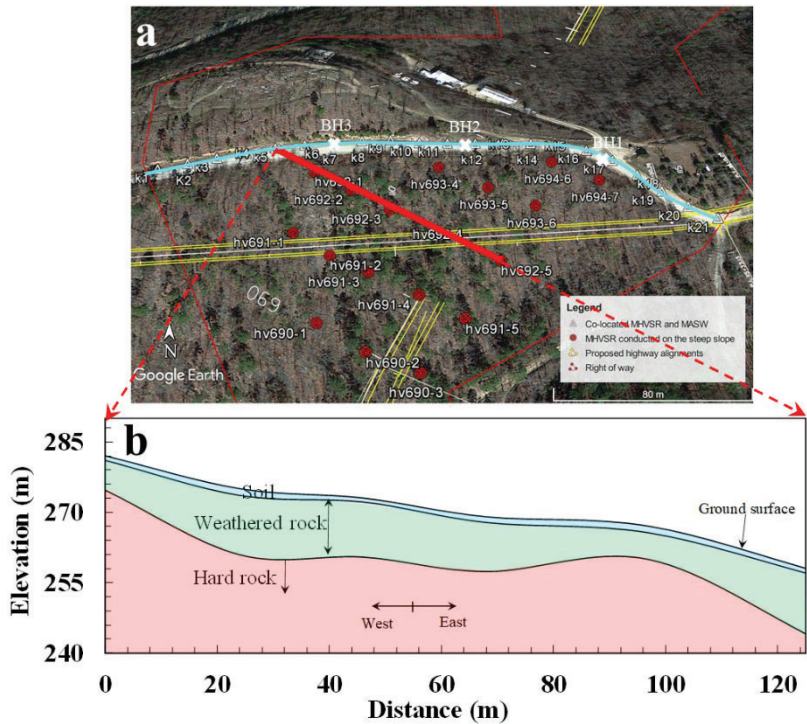 a
BH3
BH2
BH1
k1
K2
k3
k5
k6
k7
k8
k9
k10
k11
k12
k14
k16
k17
k19
k20
k21
hv692-2
hv692-3
hv692-5
hv693-4
hv693-5
hv693-6
hv694-6
hv694-7
hv691-1
hv691-2
hv691-3
hv691-4
hv691-5
069
hv690-1
hv690-2
hv690-3
N
Google Earth
Legend
Co-located MHVSR and MASW
MHVSR conducted on the steep slope
Proposed highway alignments
Right of way
80 m
b
Elevation (m)
285
270
255
240
Soil
Weathered rock
Hard rock
Ground surface
West
East
0
20
40
60
80
100
120
Distance (m)